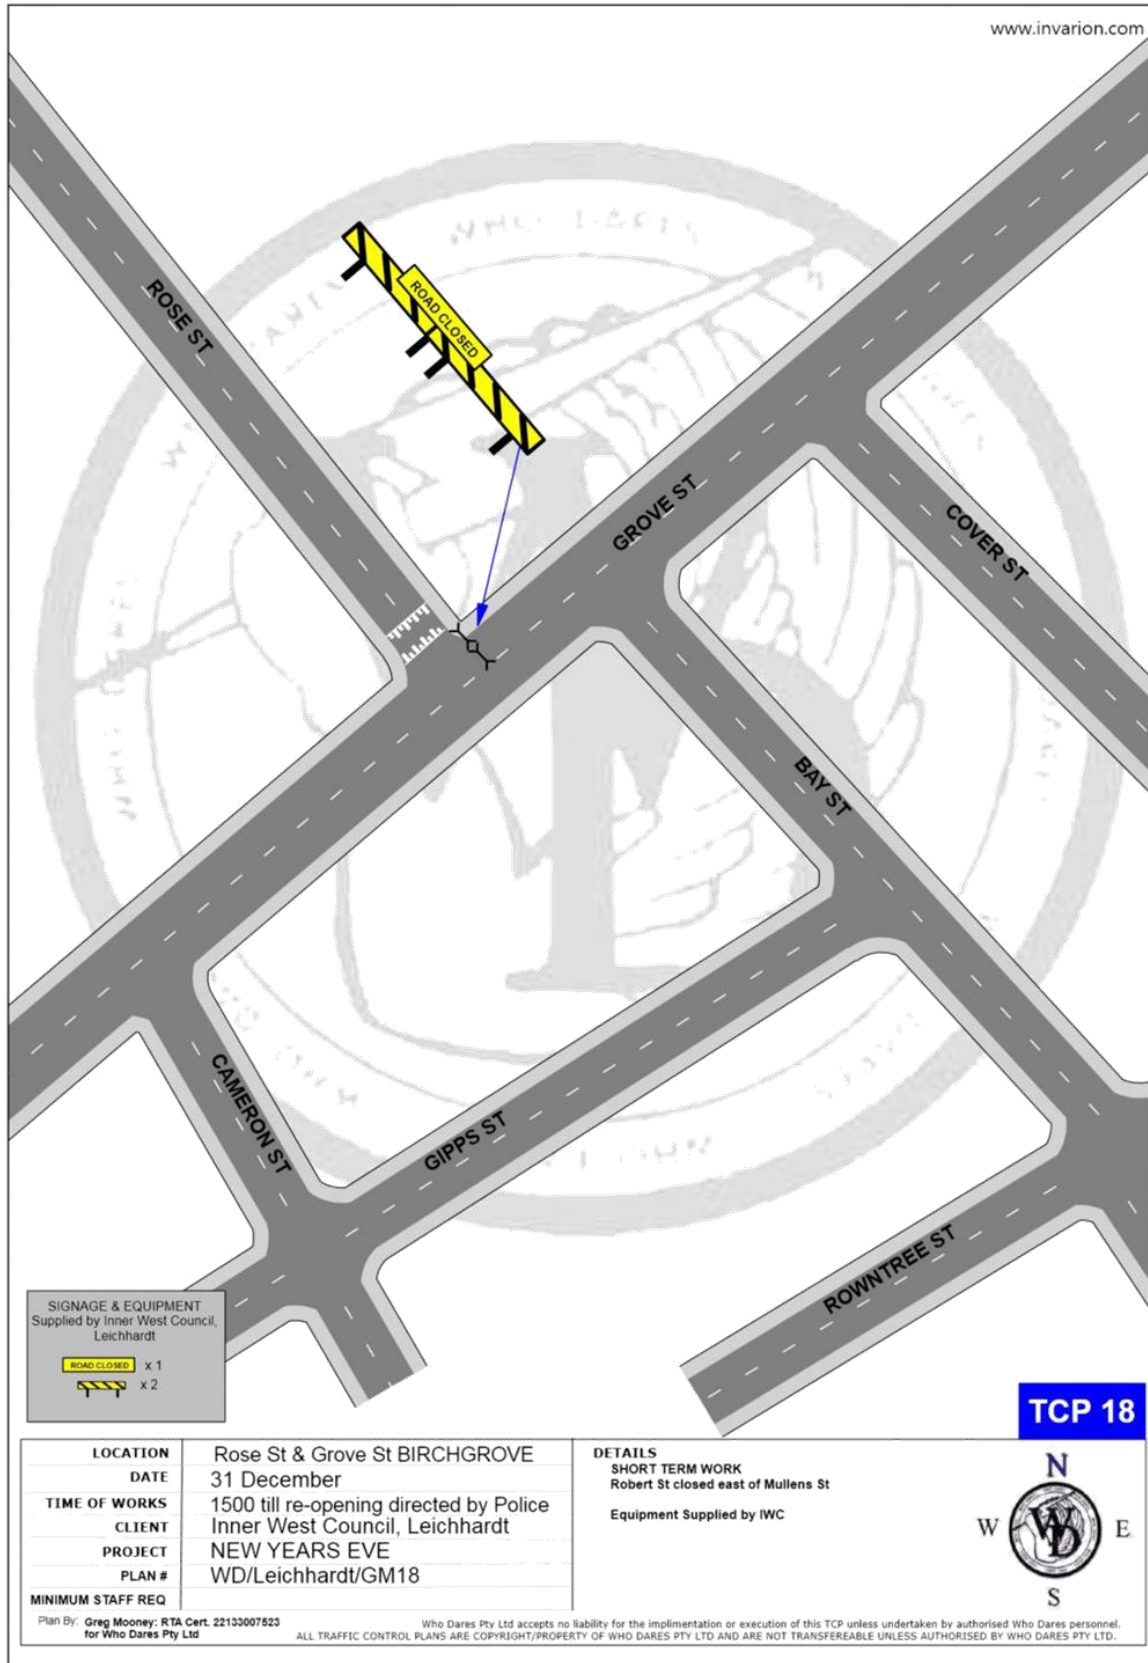 www.invarion.com
ROSE ST
ROAD CLOSED
GROVE ST
COVER ST
BAY ST
CAMERON ST
GIPPS ST
ROWNTREE ST
SIGNAGE & EQUIPMENT
Supplied by Inner West Council,
Leichhardt
ROAD CLOSED x 1
x 2
TCP 18
LOCATION Rose St & Grove St BIRCHGROVE
DATE 31 December
TIME OF WORKS 1500 till re-opening directed by Police
CLIENT Inner West Council, Leichhardt
PROJECT NEW YEARS EVE
PLAN # WD/Leichhardt/GM18
MINIMUM STAFF REQ
DETAILS
SHORT TERM WORK
Robert St closed east of Mullens St
Equipment Supplied by IWC
N
W E
S
WD
Plan By: Greg Mooney: RTA Cert. 22133007523
for Who Dares Pty Ltd
Who Dares Pty Ltd accepts no liability for the implimentation or execution of this TCP unless undertaken by authorised Who Dares personnel.
ALL TRAFFIC CONTROL PLANS ARE COPYRIGHT/PROPERTY OF WHO DARES PTY LTD AND ARE NOT TRANSFEREABLE UNLESS AUTHORISED BY WHO DARES PTY LTD.